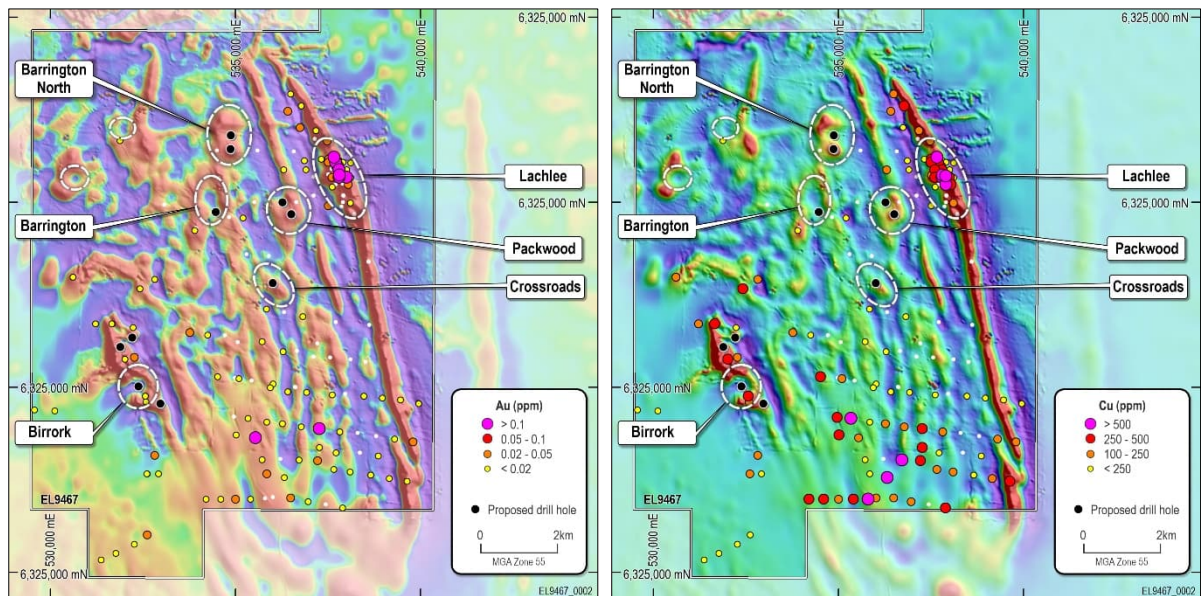 6,325,000 mN
535,000 mE
540,000 mE
Barrington
North
Lachlee
6,325,000 mN
Barrington
Packwood
Crossroads
6,325,000 mN
Birrork
Au (ppm)
> 0.1
0.05 - 0.1
0.02 - 0.05
< 0.02
Proposed drill hole
0 2km
MGA Zone 55
EL9467
530,000 mE
6,325,000 mN
EL9467_0002
6,325,000 mN
535,000 mE
540,000 mE
Barrington
North
Lachlee
6,325,000 mN
Barrington
Packwood
Crossroads
6,325,000 mN
Birrork
Cu (ppm)
> 500
250 - 500
100 - 250
< 250
Proposed drill hole
0 2km
MGA Zone 55
EL9467
530,000 mE
6,325,000 mN
EL9467_0002